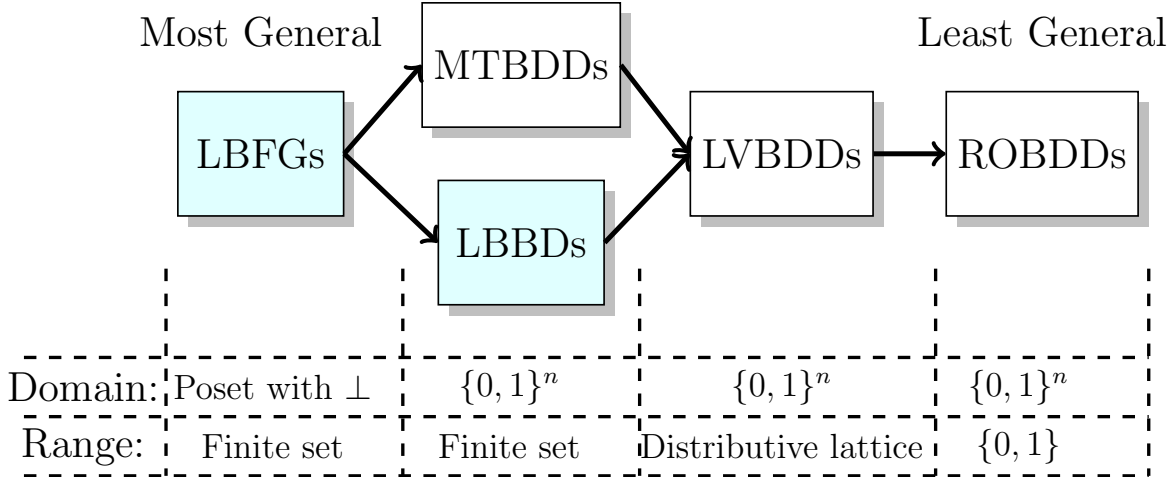 Most General
Least General
MTBDDs
LBFGs
LVBDDs
ROBDDs
LBBDs
Domain: Poset with ⊥ {0, 1}ⁿ {0, 1}ⁿ {0, 1}ⁿ
Range: Finite set Finite set Distributive lattice {0, 1}